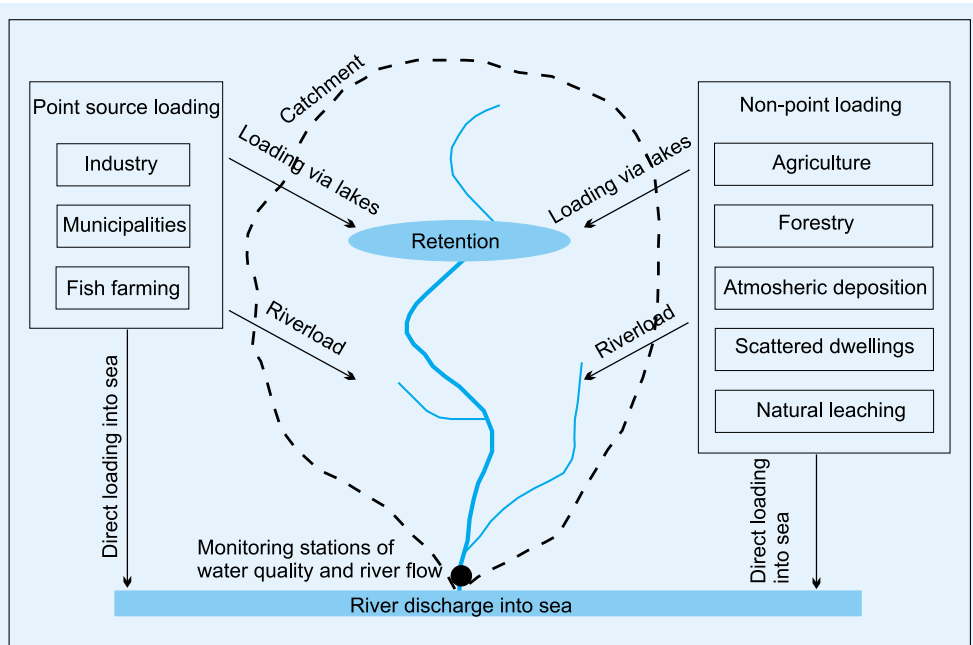 Catchment
Point source loading
Industry
Municipalities
Fish farming
Loading via lakes
Riverload
Direct loading into sea
Retention
Non-point loading
Agriculture
Forestry
Atmosheric deposition
Scattered dwellings
Natural leaching
Loading via lakes
Riverload
Direct loading
into sea
Monitoring stations of
water quality and river flow
River discharge into sea